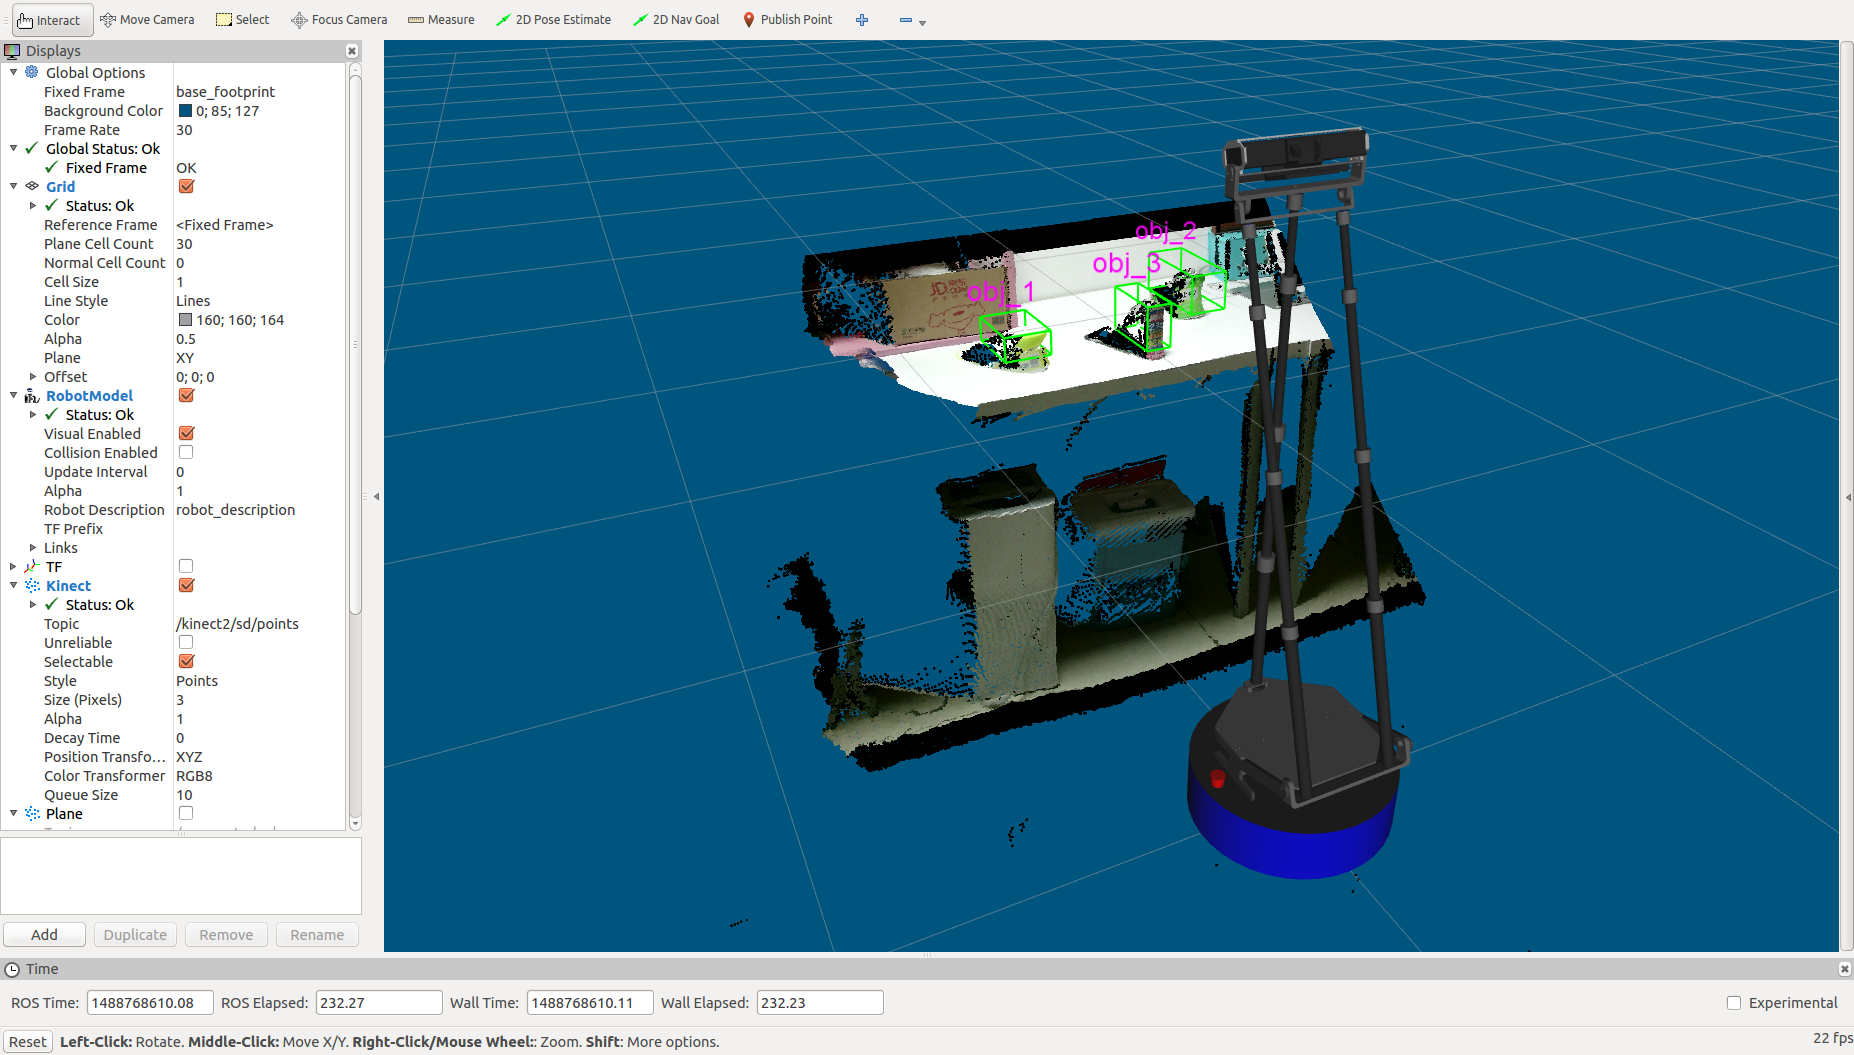 Interact Move Camera Select Focus Camera Measure 2D Pose Estimate 2D Nav Goal Publish Point
Displays
Global Options
Fixed Frame base_footprint
Background Color 0; 85; 127
Frame Rate 30
Global Status: Ok
Fixed Frame OK
Grid
Status: Ok
Reference Frame <Fixed Frame>
Plane Cell Count 30
Normal Cell Count 0
Cell Size 1
Line Style Lines
Color 160; 160; 164
Alpha 0.5
Plane XY
Offset 0; 0; 0
RobotModel
Status: Ok
Visual Enabled
Collision Enabled
Update Interval 0
Alpha 1
Robot Description robot_description
TF Prefix
Links
TF
Kinect
Status: Ok
Topic /kinect2/sd/points
Unreliable
Selectable
Style Points
Size (Pixels) 3
Alpha 1
Decay Time 0
Position Transfo... XYZ
Color Transformer RGB8
Queue Size 10
Plane
Add Duplicate Remove Rename
obj_2
obj_3
obj_1
JD
Time
ROS Time: 1488768610.08 ROS Elapsed: 232.27 Wall Time: 1488768610.11 Wall Elapsed: 232.23 Experimental
Reset Left-Click: Rotate. Middle-Click: Move X/Y. Right-Click/Mouse Wheel:: Zoom. Shift: More options. 22 fps